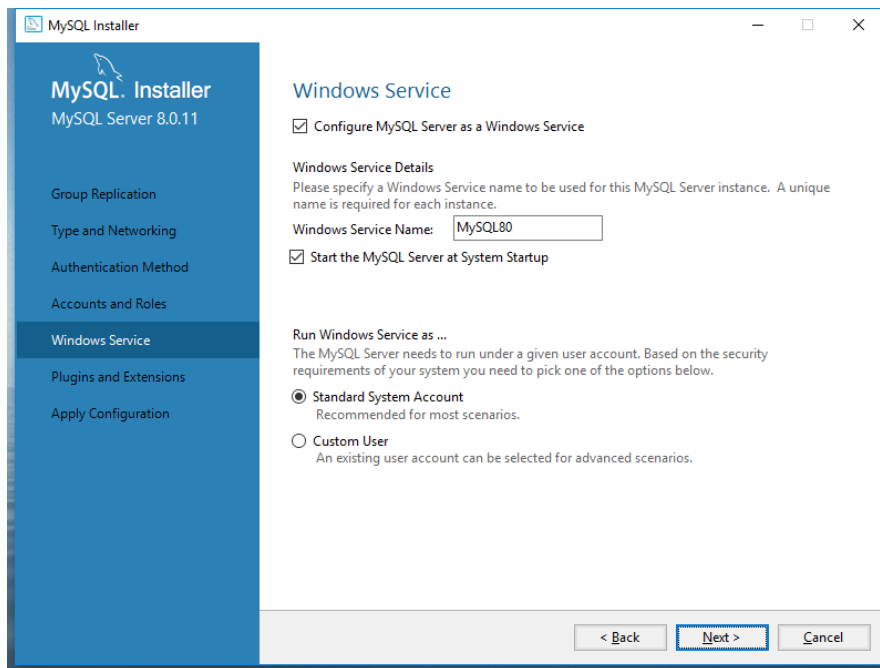 MySQL Installer
MySQL. Installer
MySQL Server 8.0.11
Group Replication
Type and Networking
Authentication Method
Accounts and Roles
Windows Service
Plugins and Extensions
Apply Configuration
Windows Service
Configure MySQL Server as a Windows Service
Windows Service Details
Please specify a Windows Service name to be used for this MySQL Server instance. A unique
name is required for each instance.
Windows Service Name: MySQL80
Start the MySQL Server at System Startup
Run Windows Service as ...
The MySQL Server needs to run under a given user account. Based on the security
requirements of your system you need to pick one of the options below.
Standard System Account
Recommended for most scenarios.
Custom User
An existing user account can be selected for advanced scenarios.
< Back Next > Cancel